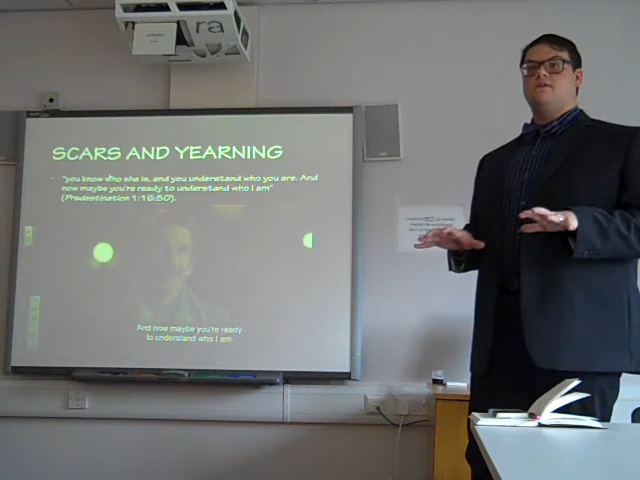 ra
SCARS AND YEARNING
"you know who she is, and you understand who you are. And
now maybe you're ready to understand who I am"
(Predestination 1:16:50).
And now maybe you're ready
to understand who I am